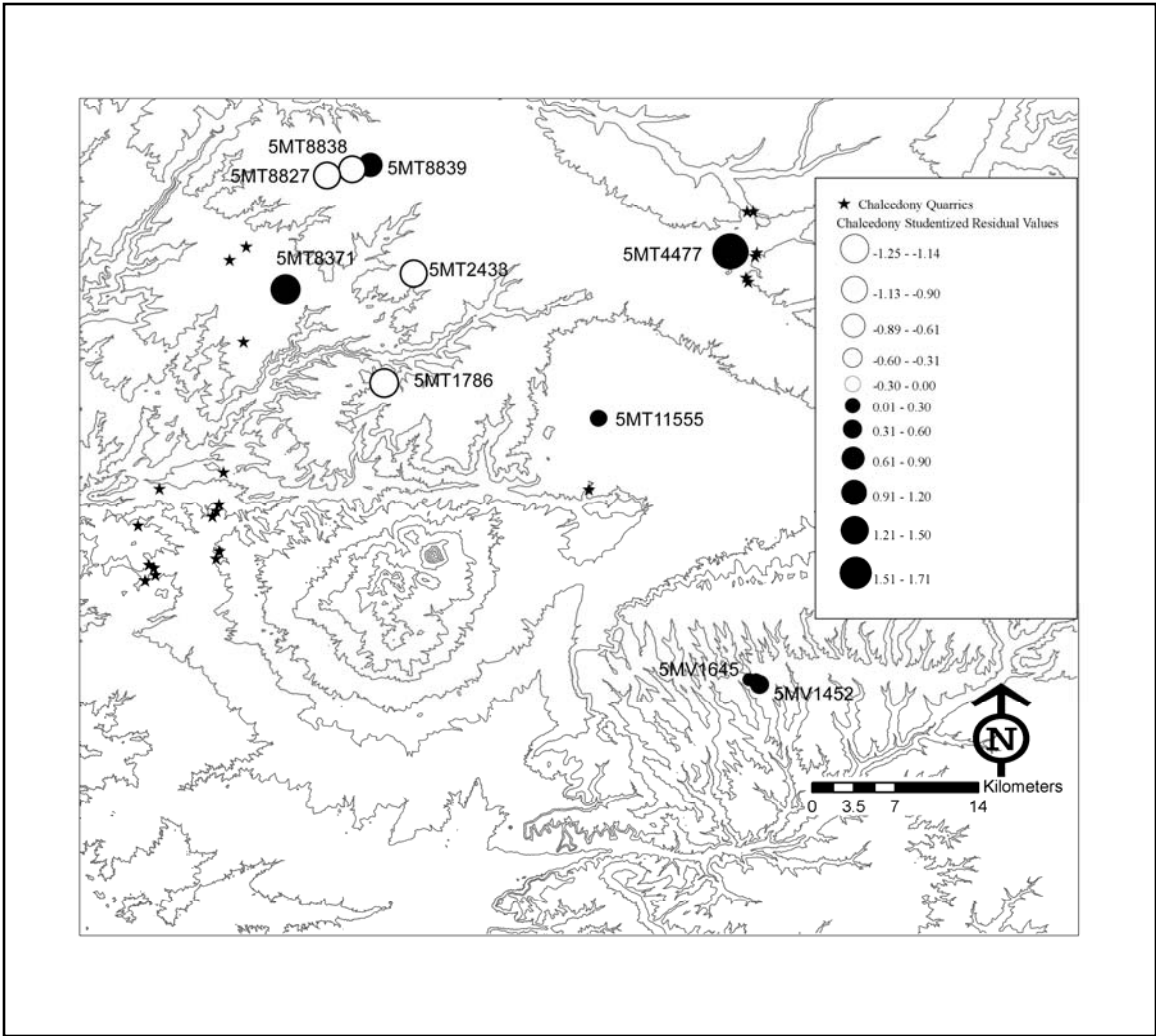 5MT8838
5MT8827
5MT8839
5MT8371
5MT2433
5MT4477
5MT1786
5MT11555
5MV1645
5MV1452
Chalcedony Quarries
Chalcedony Studentized Residual Values
-1.25 - -1.14
-1.13 - -0.90
-0.89 - -0.61
-0.60 - -0.31
-0.30 - 0.00
0.01 - 0.30
0.31 - 0.60
0.61 - 0.90
0.91 - 1.20
1.21 - 1.50
1.51 - 1.71
N
Kilometers
0 3.5 7 14